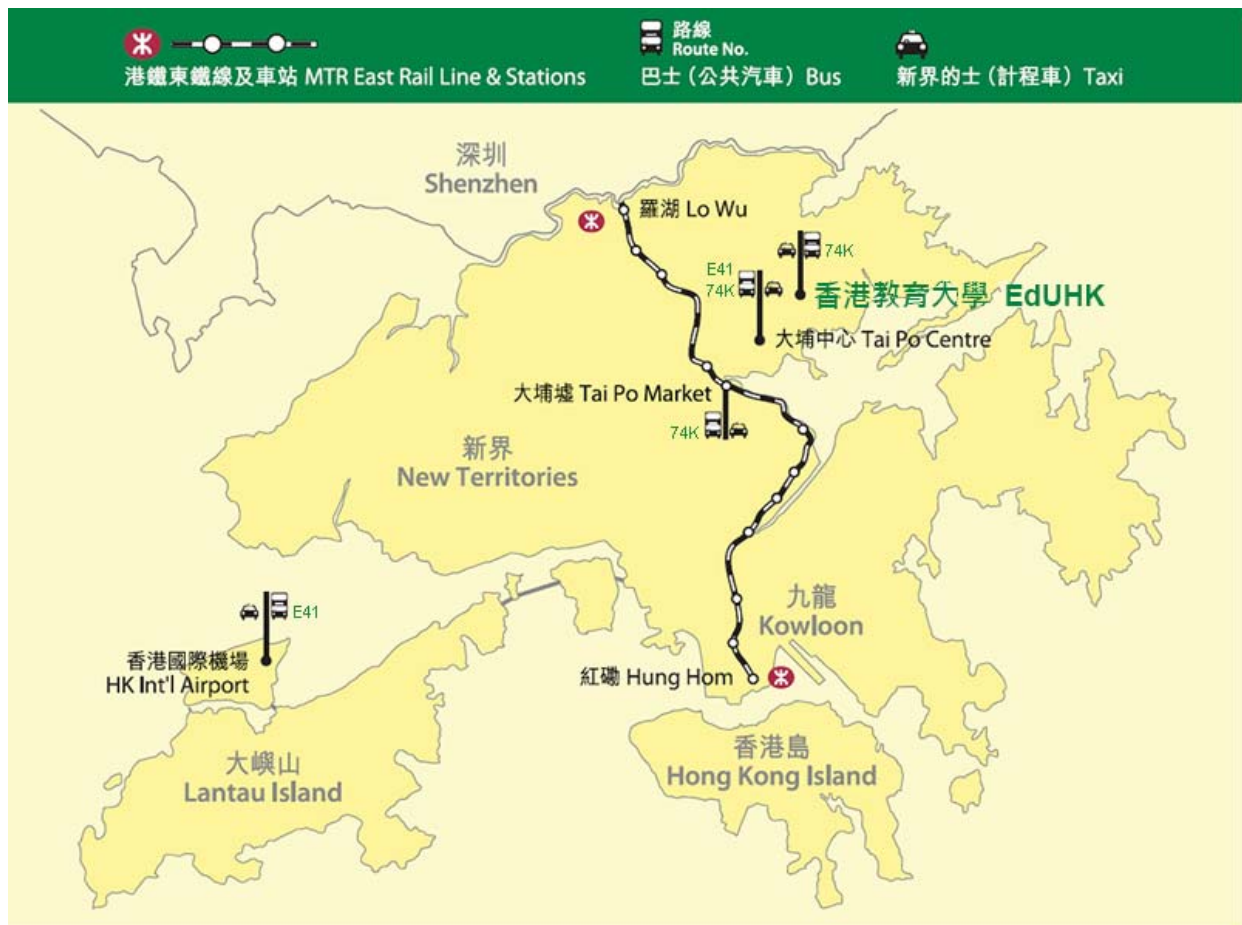 路線
Route No.
港鐵東鐵線及車站 MTR East Rail Line & Stations
巴士（公共汽車）Bus
新界的士（計程車）Taxi
深圳
Shenzhen
羅湖 Lo Wu
74K
E41
74K
香港教育大學 EdUHK
大埔中心 Tai Po Centre
大埔墟 Tai Po Market
74K
新界
New Territories
九龍
Kowloon
E41
香港國際機場
HK Int'l Airport
紅磡 Hung Hom
香港島
Hong Kong Island
大嶼山
Lantau Island